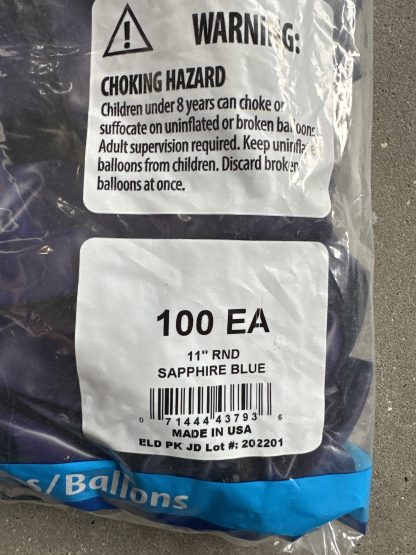 WARNING:
CHOKING HAZARD
Children under 8 years can choke or
suffocate on uninflated or broken balloons.
Adult supervision required. Keep uninflated
balloons from children. Discard broken
balloons at once.
100 EA
11" RND
SAPPHIRE BLUE
0 71444 43793 6
MADE IN USA
ELD PK JD Lot #: 202201
/Ballons